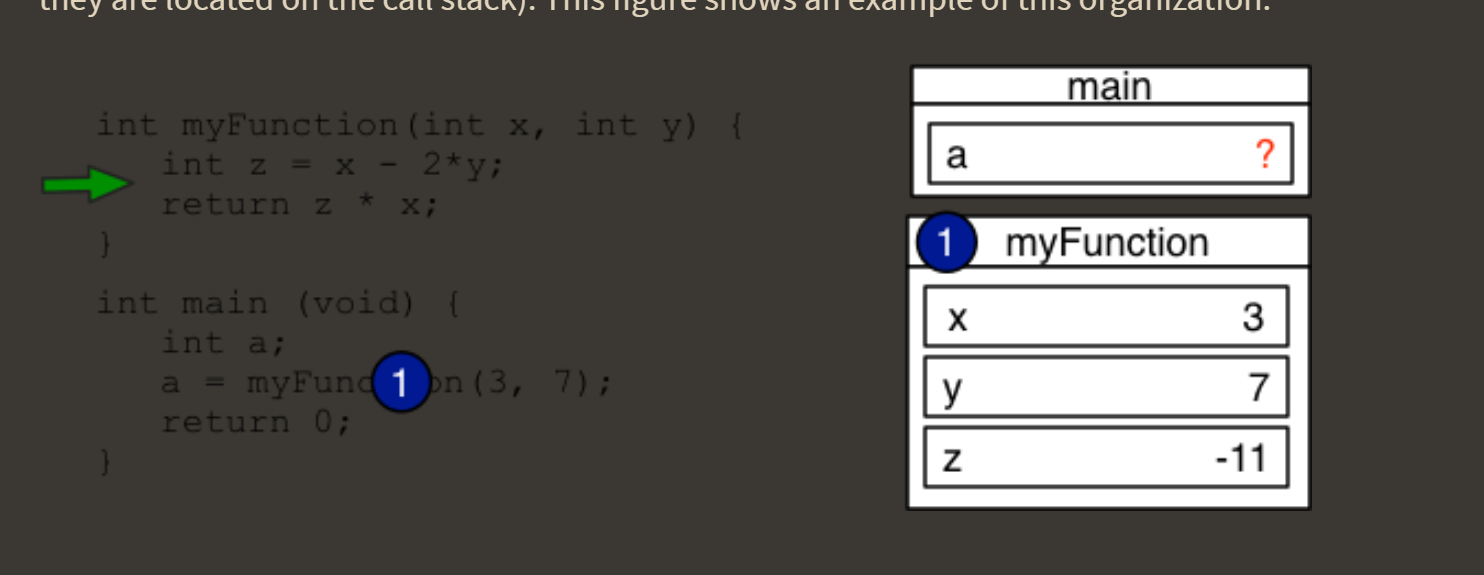 they are located on the call stack). This figure shows an example of this organization.
int myFunction(int x, int y) {
int z = x - 2*y;
return z * x;
}
int main (void) {
int a;
a = myFunc 1 on(3, 7);
return 0;
}
main
a ?
1 myFunction
x 3
y 7
z -11